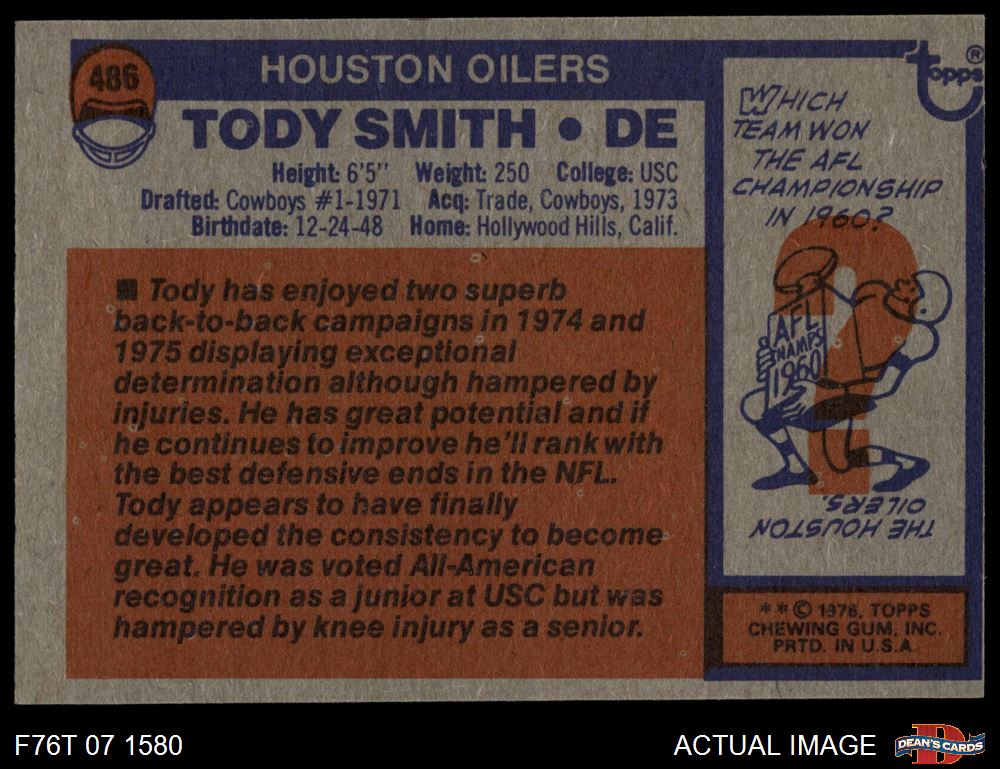 486
HOUSTON OILERS
TODY SMITH • DE
Height: 6'5" Weight: 250 College: USC
Drafted: Cowboys #1-1971 Acq: Trade, Cowboys, 1973
Birthdate: 12-24-48 Home: Hollywood Hills, Calif.
■ Tody has enjoyed two superb
back-to-back campaigns in 1974 and
1975 displaying exceptional
determination although hampered by
injuries. He has great potential and if
he continues to improve he'll rank with
the best defensive ends in the NFL.
Tody appears to have finally
developed the consistency to become
great. He was voted All-American
recognition as a junior at USC but was
hampered by knee injury as a senior.
topps®
WHICH
TEAM WON
THE AFL
CHAMPIONSHIP
IN 1960?
AFL
CHAMPS
1960
THE HOUSTON
OILERS.
* * © 1976, TOPPS
CHEWING GUM, INC.
PRTD. IN U.S.A.
F76T 07 1580
ACTUAL IMAGE
DEAN'S CARDS